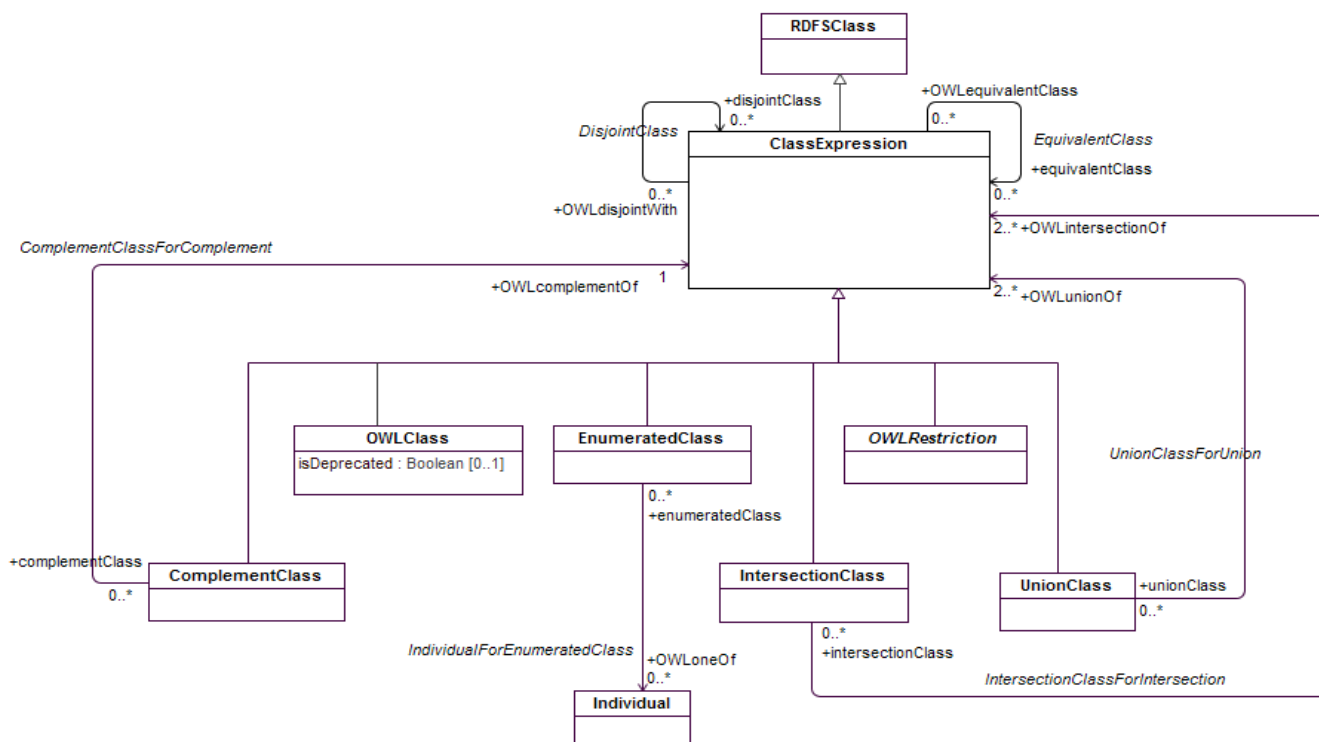 RDFSClass
+disjointClass
+OWLequivalentClass
0..*
0..*
DisjointClass
ClassExpression
EquivalentClass
+equivalentClass
0..*
0..*
+OWLdisjointWith
2..* +OWLintersectionOf
ComplementClassForComplement
1
+OWLcomplementOf
2..* +OWLunionOf
OWLClass
EnumeratedClass
OWLRestriction
isDeprecated : Boolean [0..1]
UnionClassForUnion
0..*
+enumeratedClass
+complementClass
ComplementClass
IntersectionClass
UnionClass
+unionClass
0..*
0..*
0..*
+intersectionClass
IndividualForEnumeratedClass
+OWLoneOf
0..*
IntersectionClassForIntersection
Individual